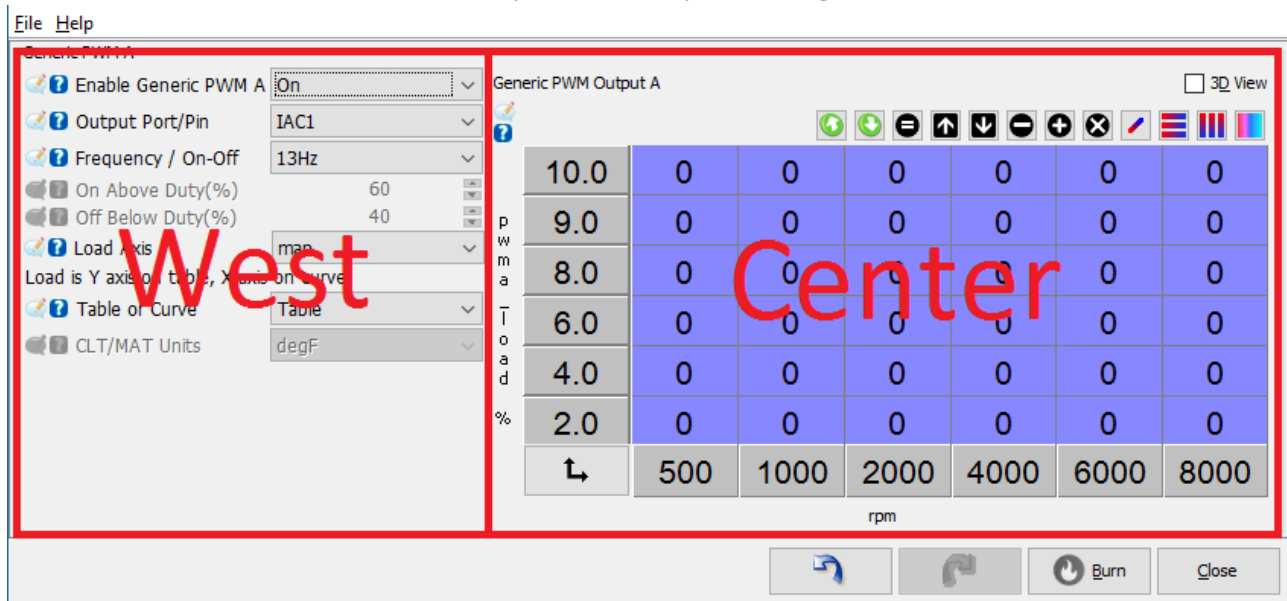 File Help
Generic PWM A
Enable Generic PWM A On
Output Port/Pin IAC1
Frequency / On-Off 13Hz
On Above Duty(%) 60
Off Below Duty(%) 40
Load Axis map
Load is Y axis on table, X axis on curve
Table or Curve Table
CLT/MAT Units degF
West
Generic PWM Output A 3D View
pwma_load %
10.0 0 0 0 0 0 0
9.0 0 0 0 0 0 0
8.0 0 0 0 0 0 0
6.0 0 0 0 0 0 0
4.0 0 0 0 0 0 0
2.0 0 0 0 0 0 0
500 1000 2000 4000 6000 8000
rpm
Center
Burn Close